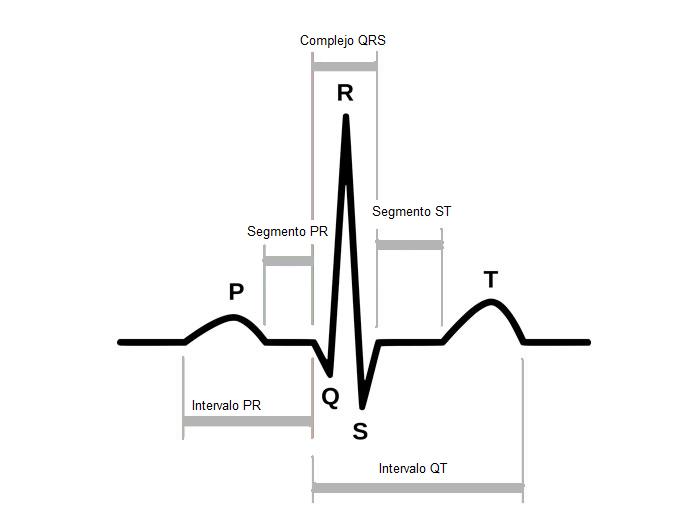 Complejo QRS
R
Segmento ST
Segmento PR
P
T
Q
Intervalo PR
S
Intervalo QT